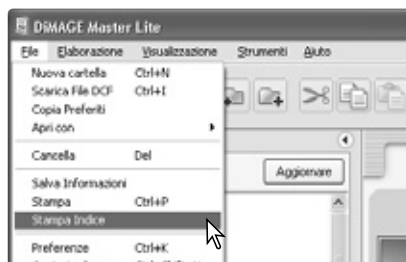 DiMAGE Master Lite
File Elaborazione Visualizzazione Strumenti Aiuto
Nuova cartella Ctrl+N
Scarica File DCF Ctrl+I
Copia Preferiti
Apri con
Cancella Del
Aggiornare
Salva Informazioni
Stampa Ctrl+P
Stampa Indice
Preferenze Ctrl+K